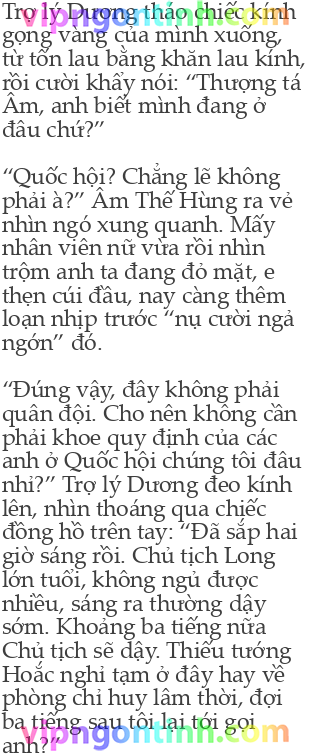 Trợ lý Dương tháo chiếc kính
vipngontinh.com
gọng vàng của mình xuống,
từ tốn lau bằng khăn lau kính,
rồi cười khẩy nói: “Thượng tá
Âm, anh biết mình đang ở
đâu chứ?”
“Quốc hội? Chẳng lẽ không
phải à?” Âm Thế Hùng ra vẻ
nhìn ngó xung quanh. Mấy
nhân viên nữ vừa rồi nhìn
trộm anh ta đang đỏ mặt, e
thẹn cúi đầu, nay càng thêm
loạn nhịp trước “nụ cười ngả
ngớn” đó.
“Đúng vậy, đây không phải
quân đội. Cho nên không cần
phải khoe quy định của các
anh ở Quốc hội chúng tôi đâu
nhỉ?” Trợ lý Dương đeo kính
lên, nhìn thoáng qua chiếc
đồng hồ trên tay: “Đã sắp hai
giờ sáng rồi. Chủ tịch Long
lớn tuổi, không ngủ được
nhiều, sáng ra thường dậy
sớm. Khoảng ba tiếng nữa
Chủ tịch sẽ dậy. Thiếu tướng
Hoắc nghỉ tạm ở đây hay về
phòng chỉ huy lâm thời, đợi
ba tiếng sau tôi lại tới gọi
vipngontinh.com
anh?”